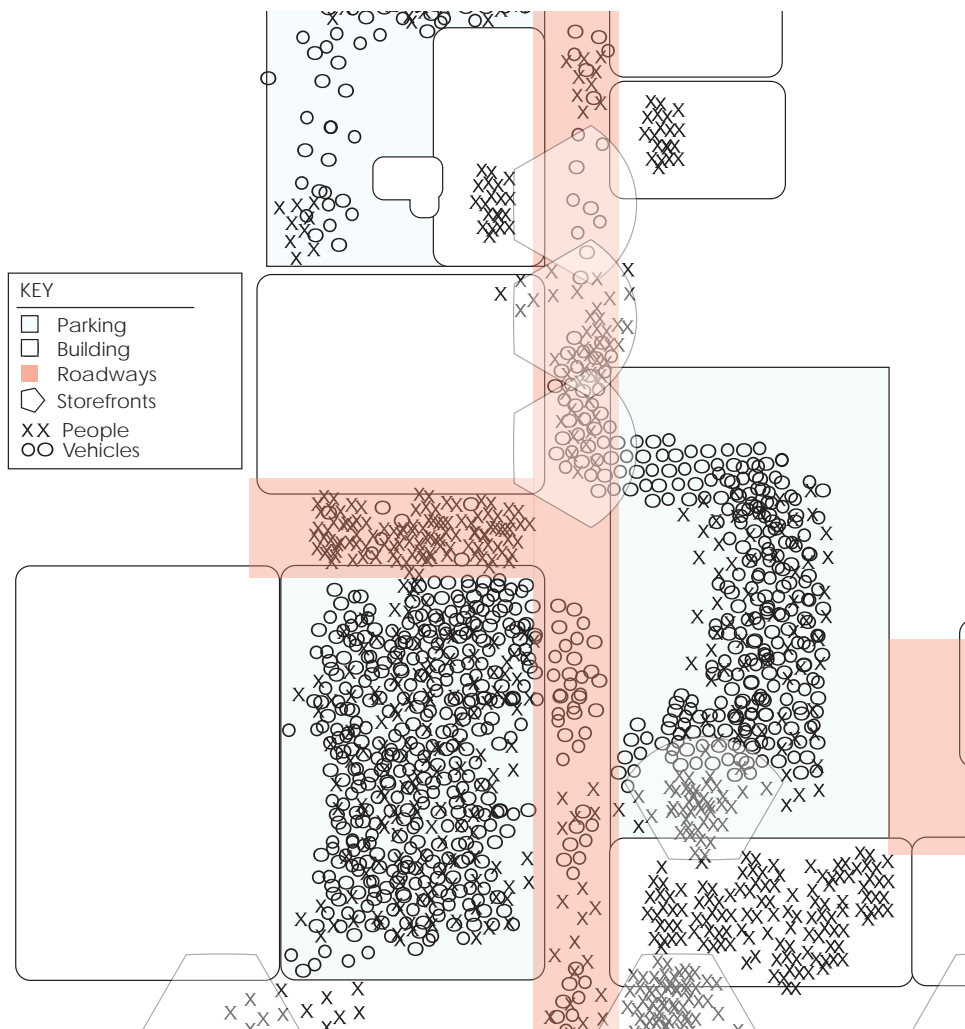 KEY
Parking
Building
Roadways
Storefronts
XX People
OO Vehicles